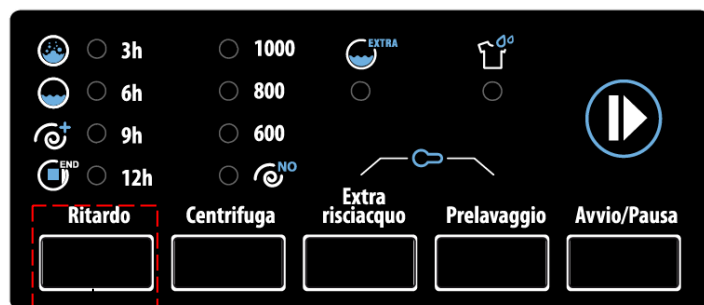 3h 1000 EXTRA
6h 800
9h 600
END 12h NO
Ritardo Centrifuga Extra risciacquo Prelavaggio Avvio/Pausa